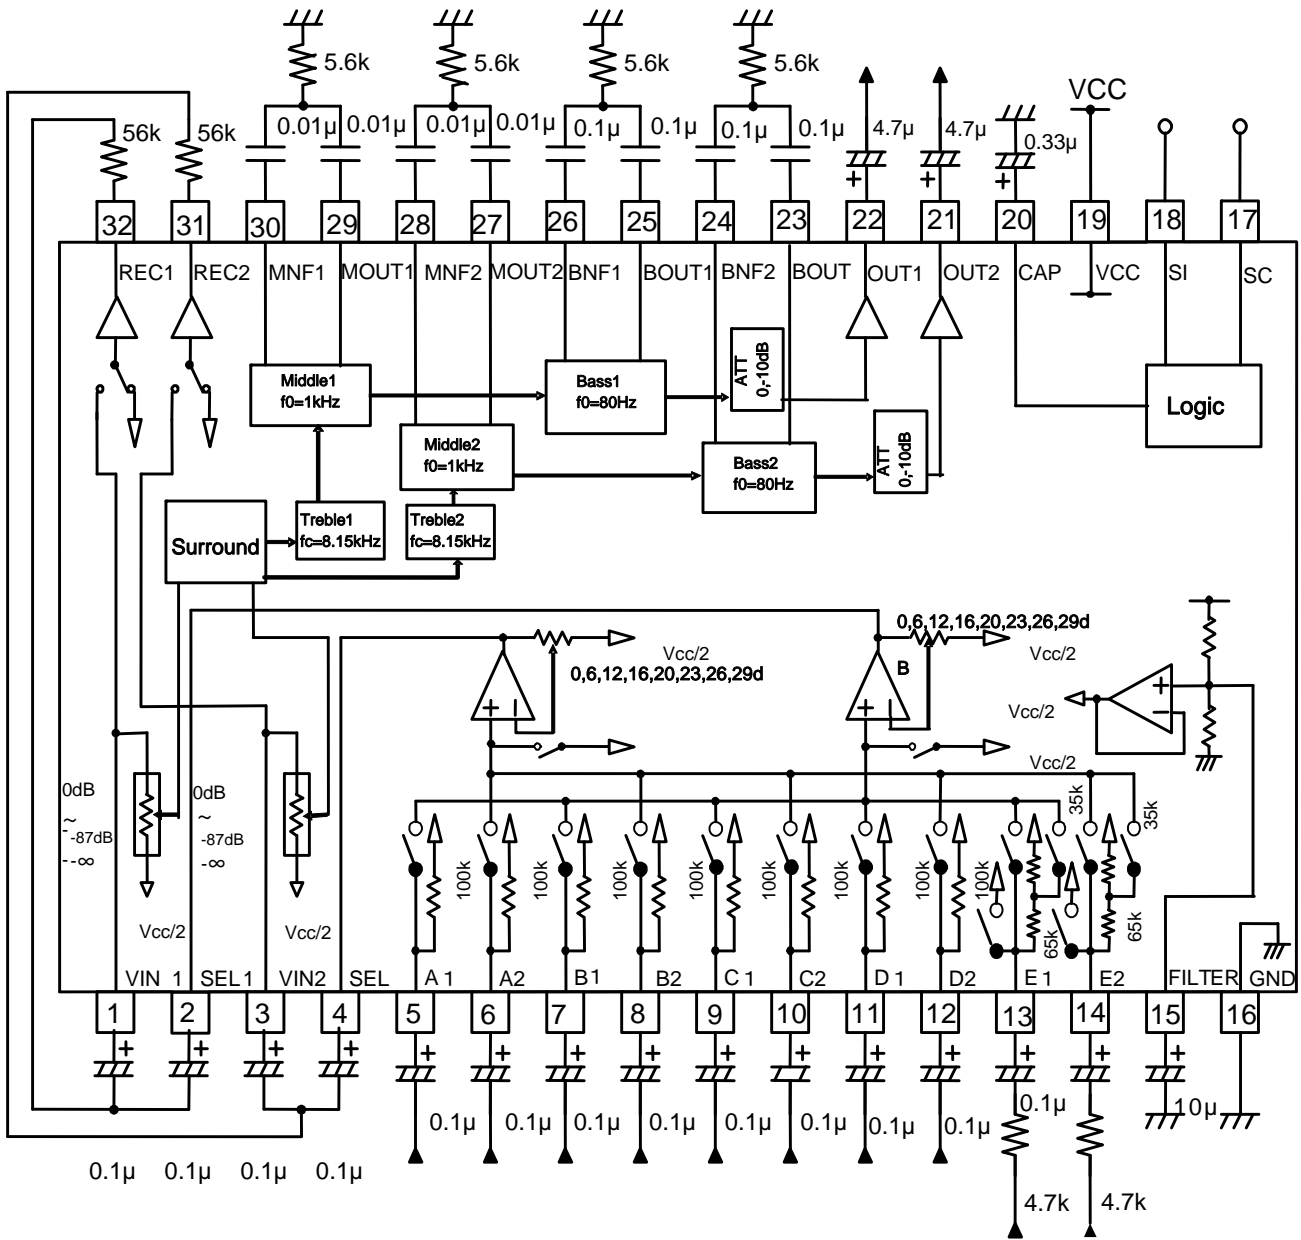 5.6k 5.6k 5.6k 5.6k
VCC
56k 56k 0.01µ 0.01µ 0.01µ 0.01µ 0.1µ 0.1µ 0.1µ 0.1µ 4.7µ 4.7µ 0.33µ
+ + +
32 31 30 29 28 27 26 25 24 23 22 21 20 19 18 17
REC1 REC2 MNF1 MOUT1 MNF2 MOUT2 BNF1 BOUT1 BNF2 BOUT OUT1 OUT2 CAP VCC SI SC
Middle1
f0=1kHz
Bass1
f0=80Hz
ATT
0,-10dB
Logic
Middle2
f0=1kHz
Bass2
f0=80Hz
ATT
0,-10dB
Surround
Treble1
fc=8.15kHz
Treble2
fc=8.15kHz
0,6,12,16,20,23,26,29d
Vcc/2
0,6,12,16,20,23,26,29d
B
Vcc/2
Vcc/2
Vcc/2
0dB
~
-87dB
--∞
0dB
~
-87dB
-∞
Vcc/2
Vcc/2
100k 100k 100k 100k 100k 100k 100k 35k 35k
65k 65k
VIN 1 SEL1 VIN2 SEL A1 A2 B1 B2 C1 C2 D1 D2 E1 E2 FILTER GND
1 2 3 4 5 6 7 8 9 10 11 12 13 14 15 16
+ + + + + + + + + + + + + + +
0.1µ 0.1µ 0.1µ 0.1µ 0.1µ 0.1µ 0.1µ 0.1µ 0.1µ 10µ
0.1µ 0.1µ 0.1µ 0.1µ
4.7k 4.7k